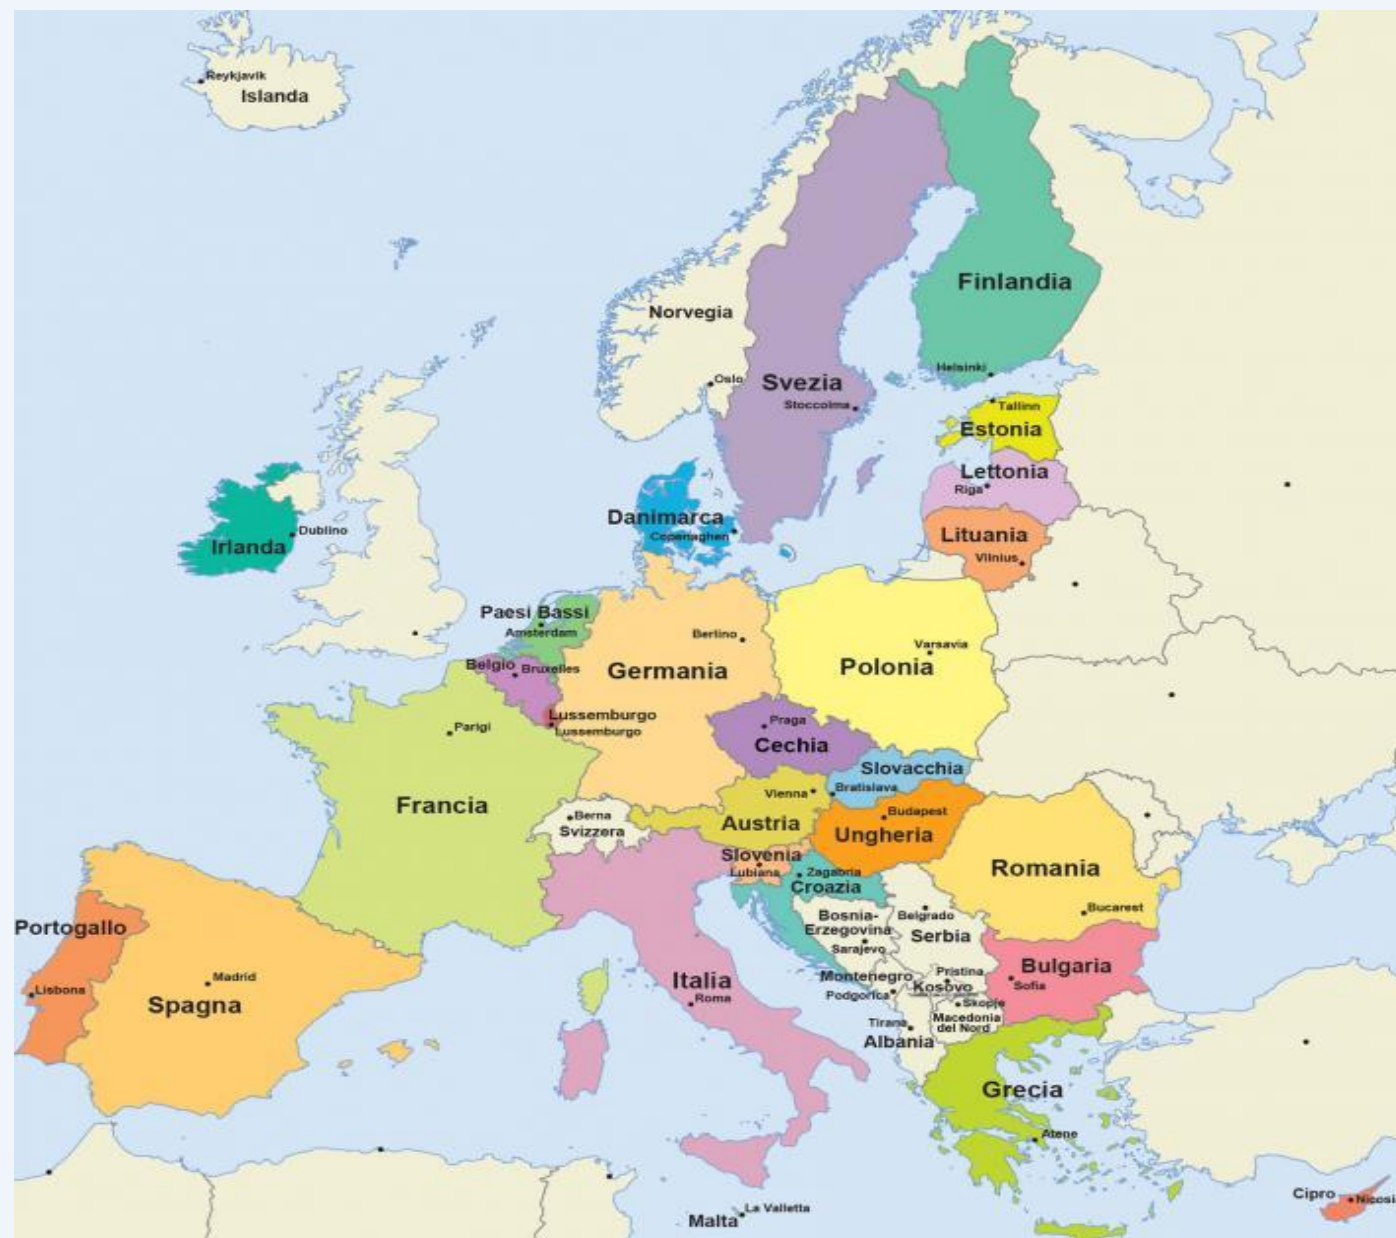 Reykjavik
Islanda
Finlandia
Norvegia
Helsinki
Oslo
Svezia
Stoccolma
Tallinn
Estonia
Lettonia
Riga
Danimarca
Copenaghen
Dublino
Irlanda
Lituania
Vilnius
Paesi Bassi
Amsterdam
Berlino
Varsavia
Belgio
Bruxelles
Germania
Polonia
Lussemburgo
Lussemburgo
Parigi
Praga
Cechia
Slovacchia
Bratislava
Vienna
Francia
Berna
Svizzera
Austria
Budapest
Ungheria
Slovenia
Lubiana
Zagabria
Croazia
Romania
Bucarest
Bosnia-
Erzegovina
Sarajevo
Belgrado
Serbia
Portogallo
Lisbona
Madrid
Spagna
Italia
Roma
Montenegro
Podgorica
Pristina
Kosovo
Bulgaria
Sofia
Skopje
Macedonia
del Nord
Tirana
Albania
Grecia
Atene
Cipro
Nicosi
La Valletta
Malta